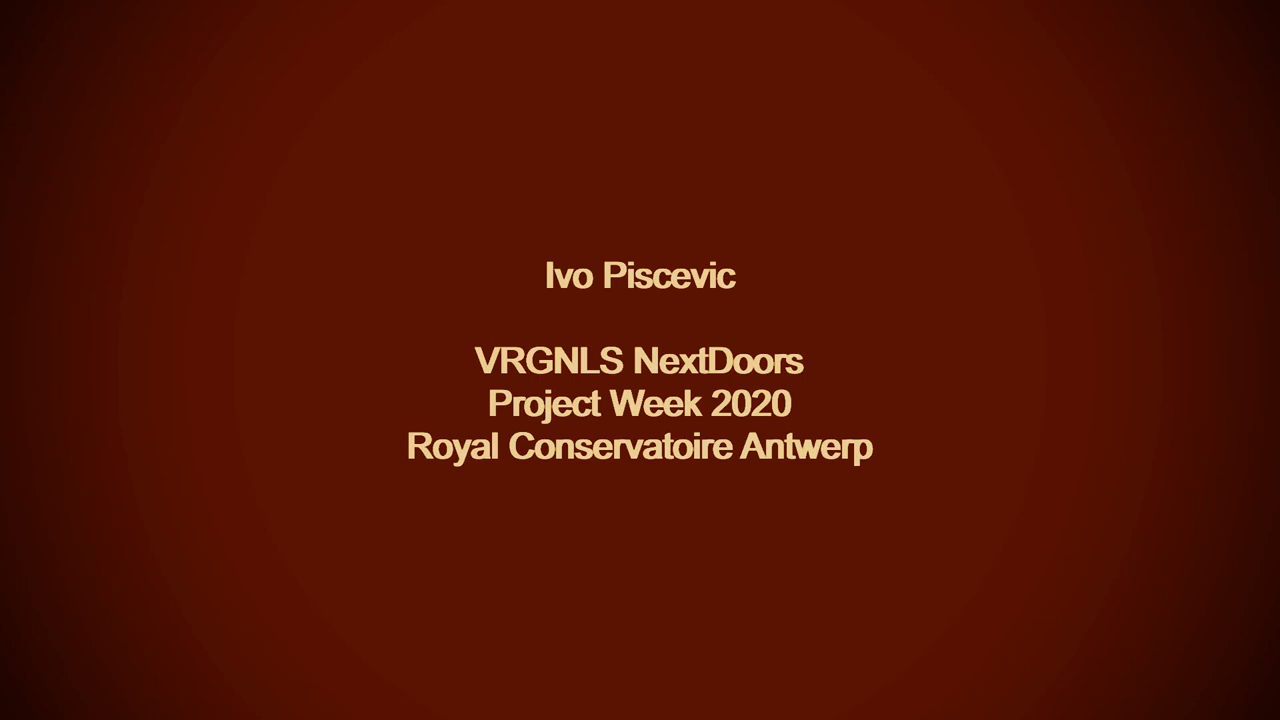 Ivo Piscevic
VRGNLS NextDoors
Project Week 2020
Royal Conservatoire Antwerp